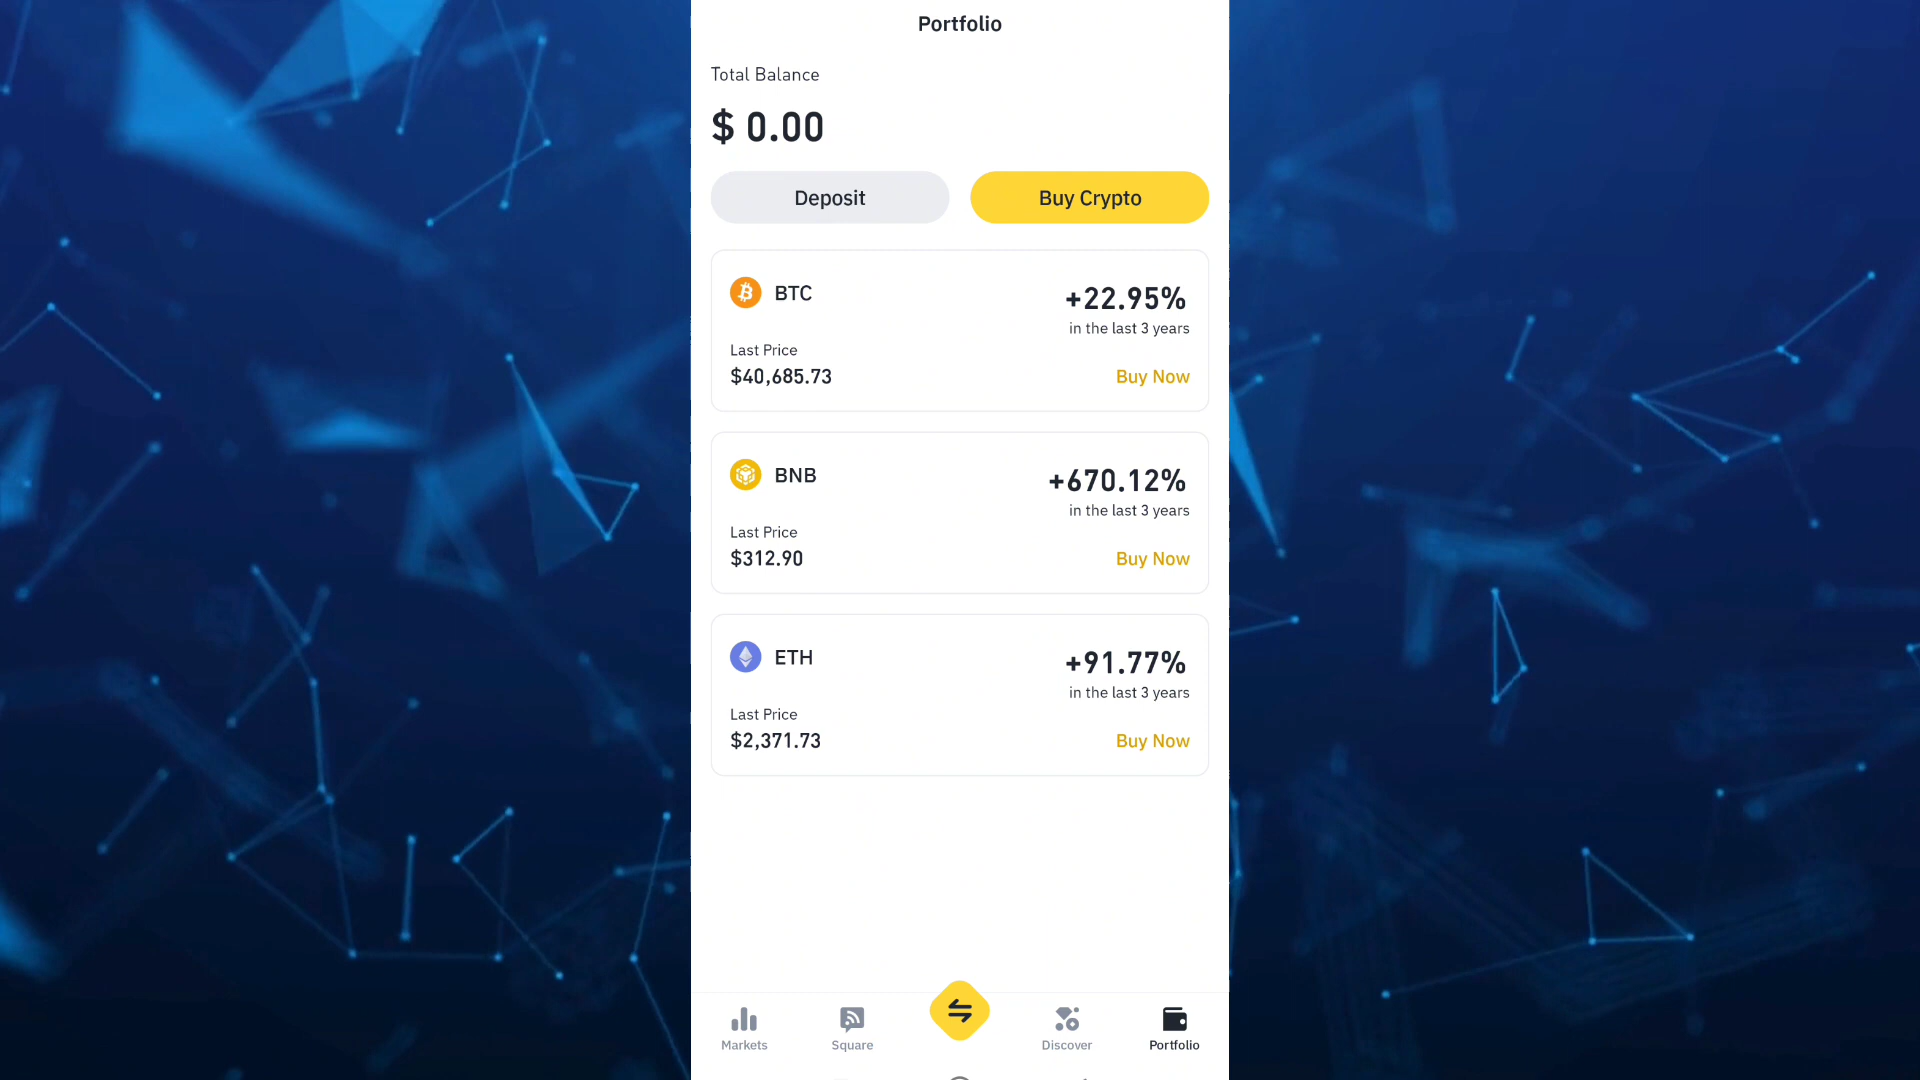 Portfolio
Total Balance
$ 0.00
Deposit
Buy Crypto
BTC
+22.95%
in the last 3 years
Last Price
$40,685.73
Buy Now
BNB
+670.12%
in the last 3 years
Last Price
$312.90
Buy Now
ETH
+91.77%
in the last 3 years
Last Price
$2,371.73
Buy Now
Markets
Square
Discover
Portfolio